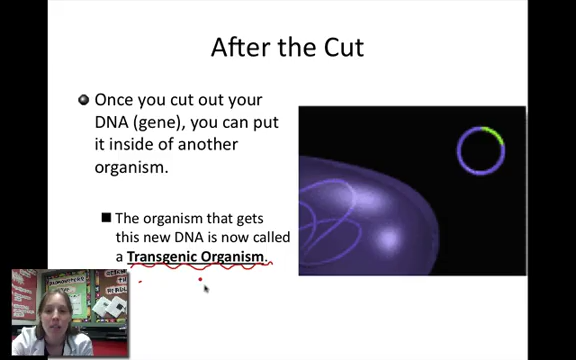 After the Cut
Once you cut out your
DNA (gene), you can put
it inside of another
organism.
The organism that gets
this new DNA is now called
a Transgenic Organism.